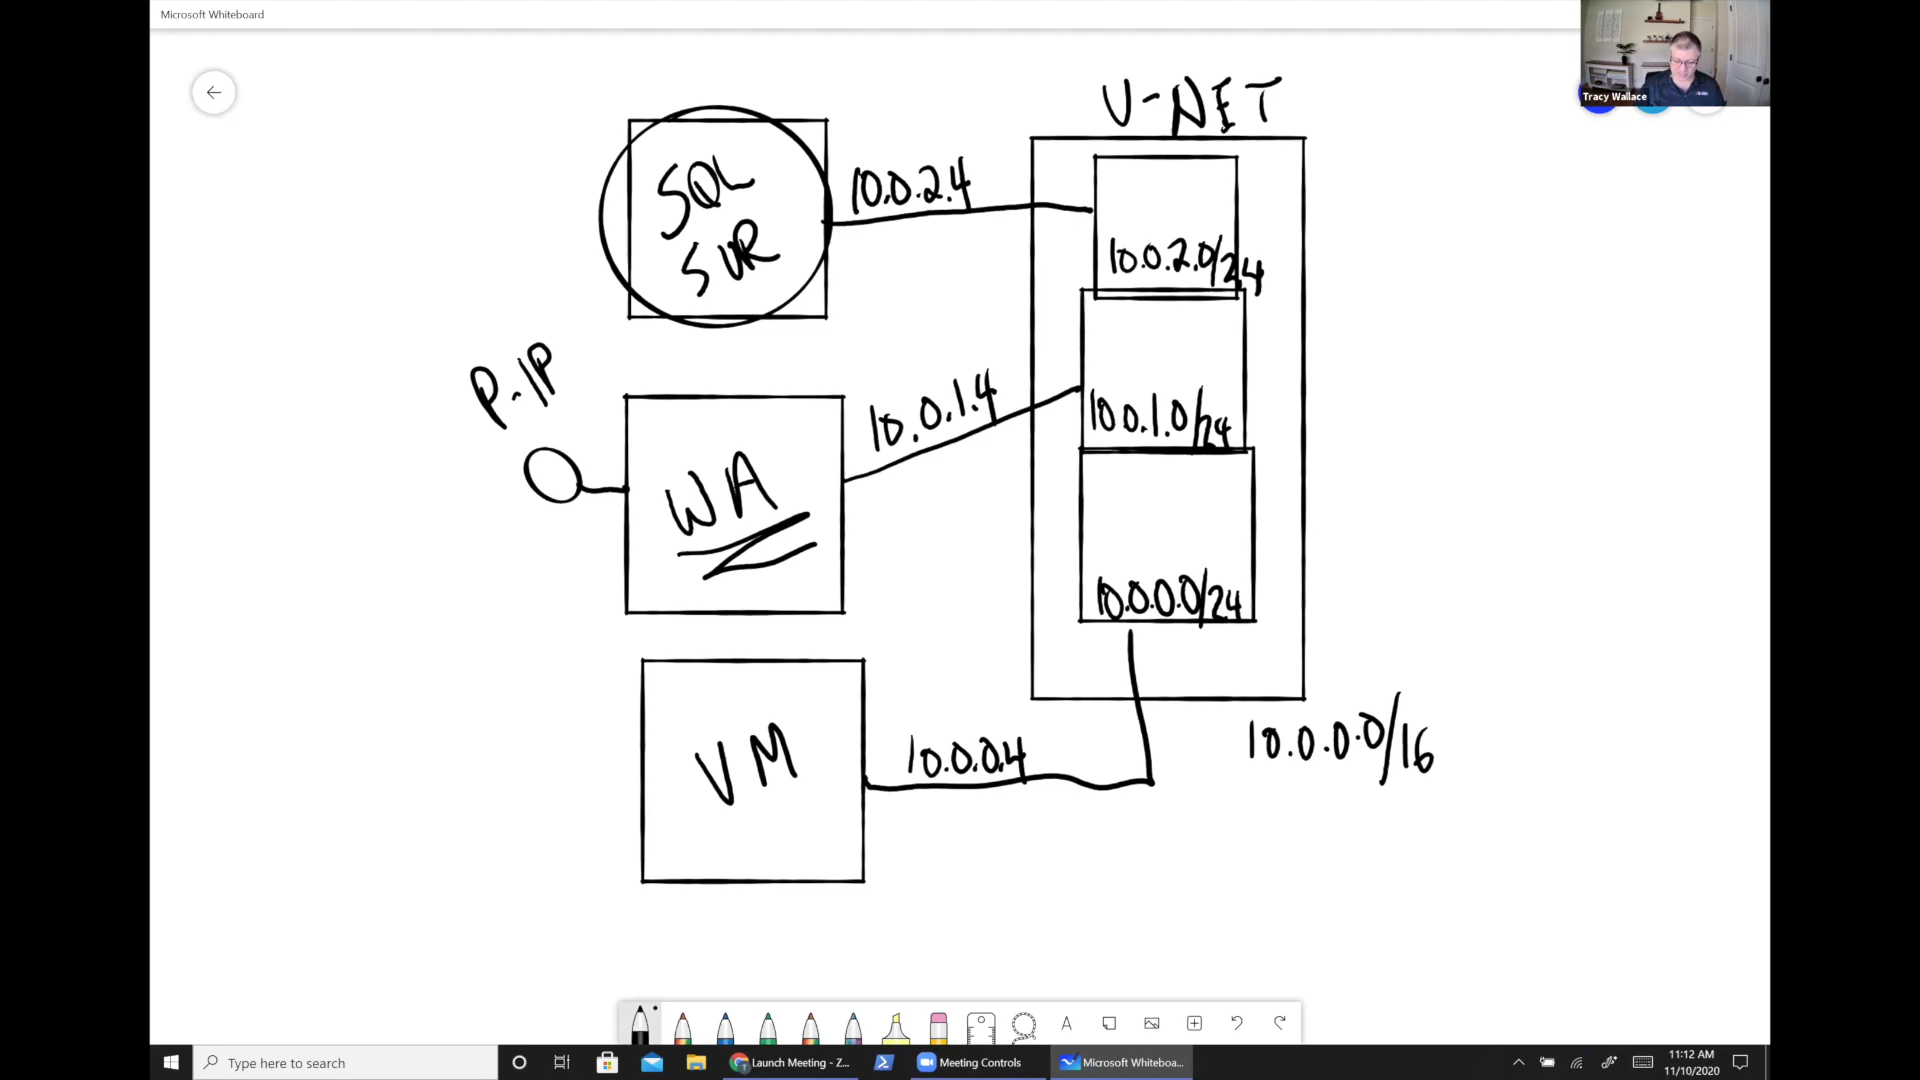 Microsoft Whiteboard
Tracy Wallace
V-NET
SQL
SVR
10.0.2.4
10.0.2.0/24
P-IP
WA
10.0.1.4
10.0.1.0/24
10.0.0.0/24
VM
10.0.0.4
10.0.0.0/16
Type here to search
Launch Meeting - Z...
Meeting Controls
Microsoft Whiteboa...
11:12 AM
11/10/2020